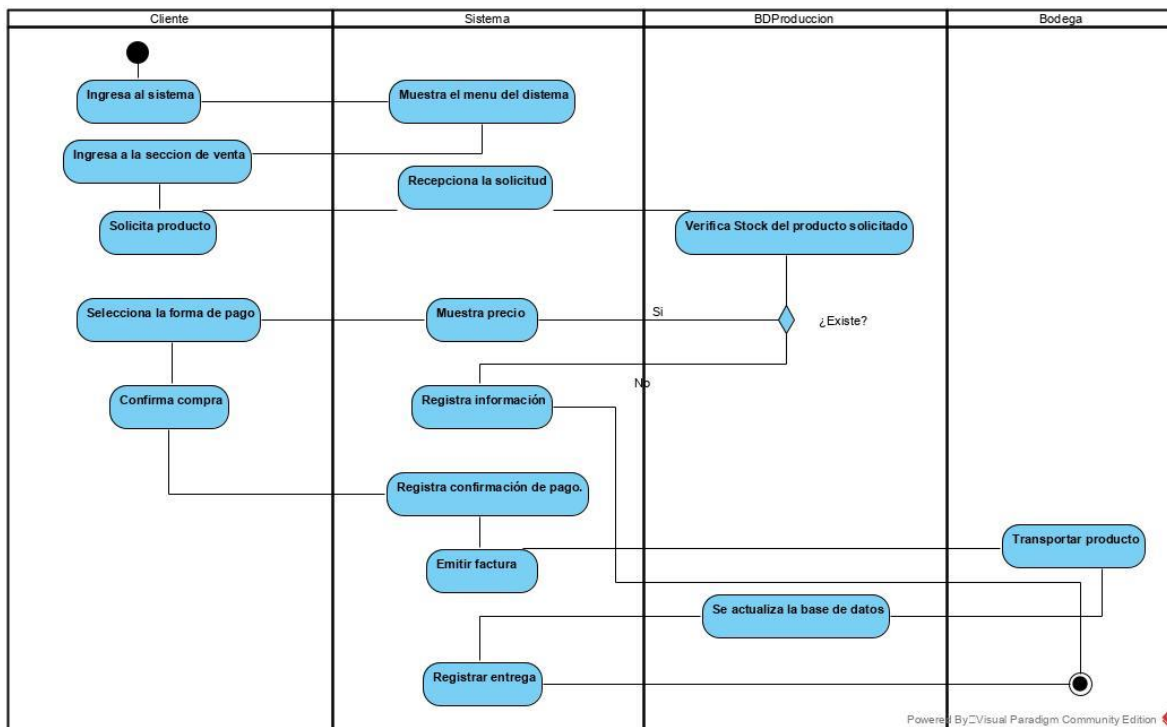 Cliente
Sistema
BDProduccion
Bodega
Ingresa al sistema
Muestra el menu del distema
Ingresa a la seccion de venta
Recepciona la solicitud
Solicita producto
Verifica Stock del producto solicitado
Selecciona la forma de pago
Muestra precio
Si
¿Existe?
No
Confirma compra
Registra información
Registra confirmación de pago.
Emitir factura
Transportar producto
Se actualiza la base de datos
Registrar entrega
Powered By Visual Paradigm Community Edition